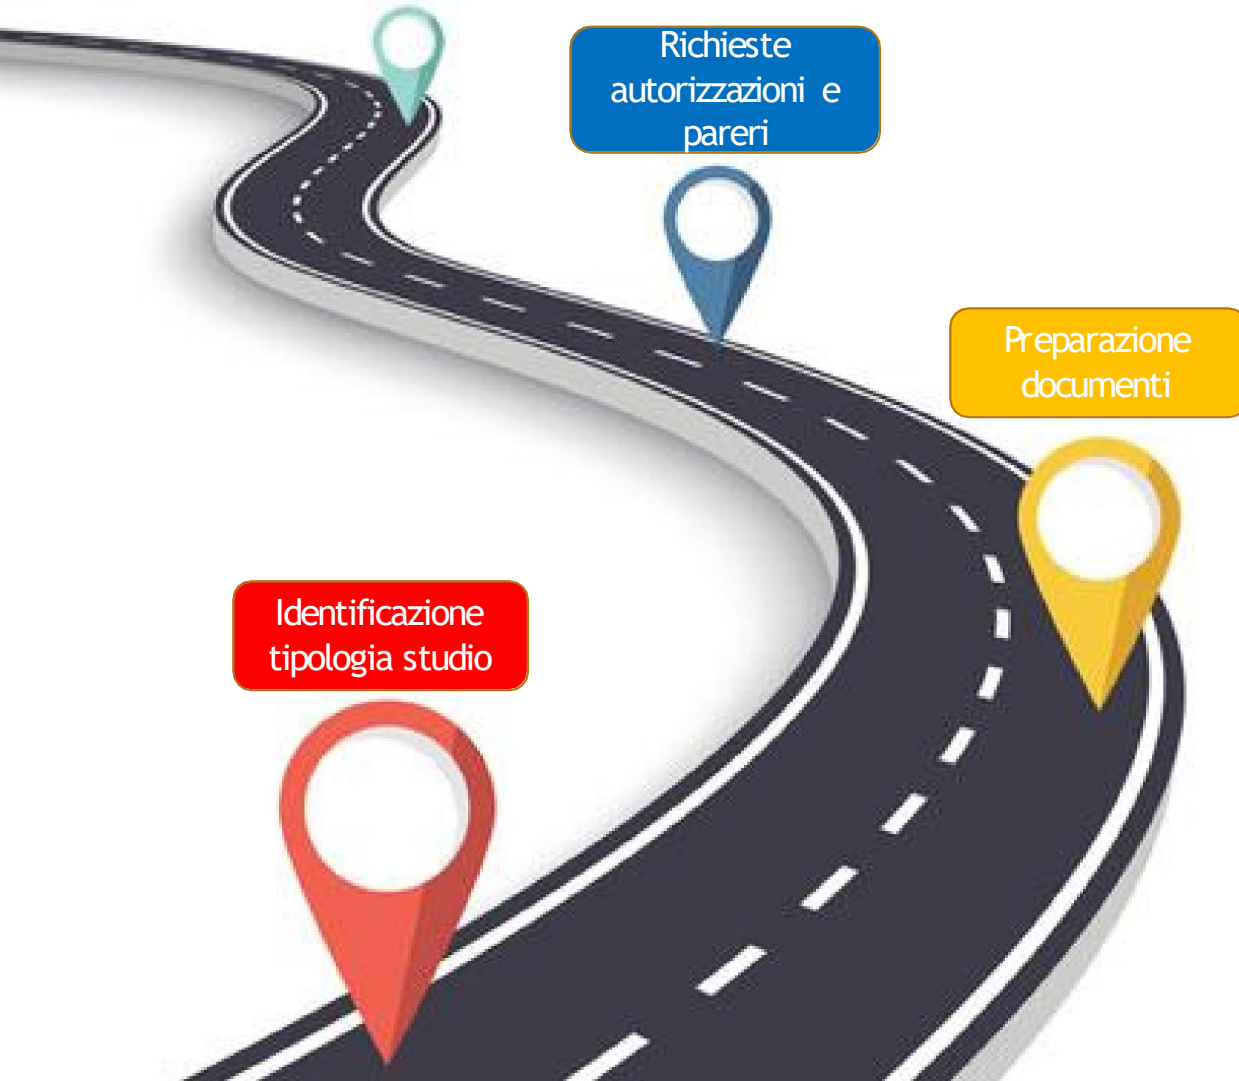 Richieste
autorizzazioni e
pareri
Preparazione
documenti
Identificazione
tipologia studio